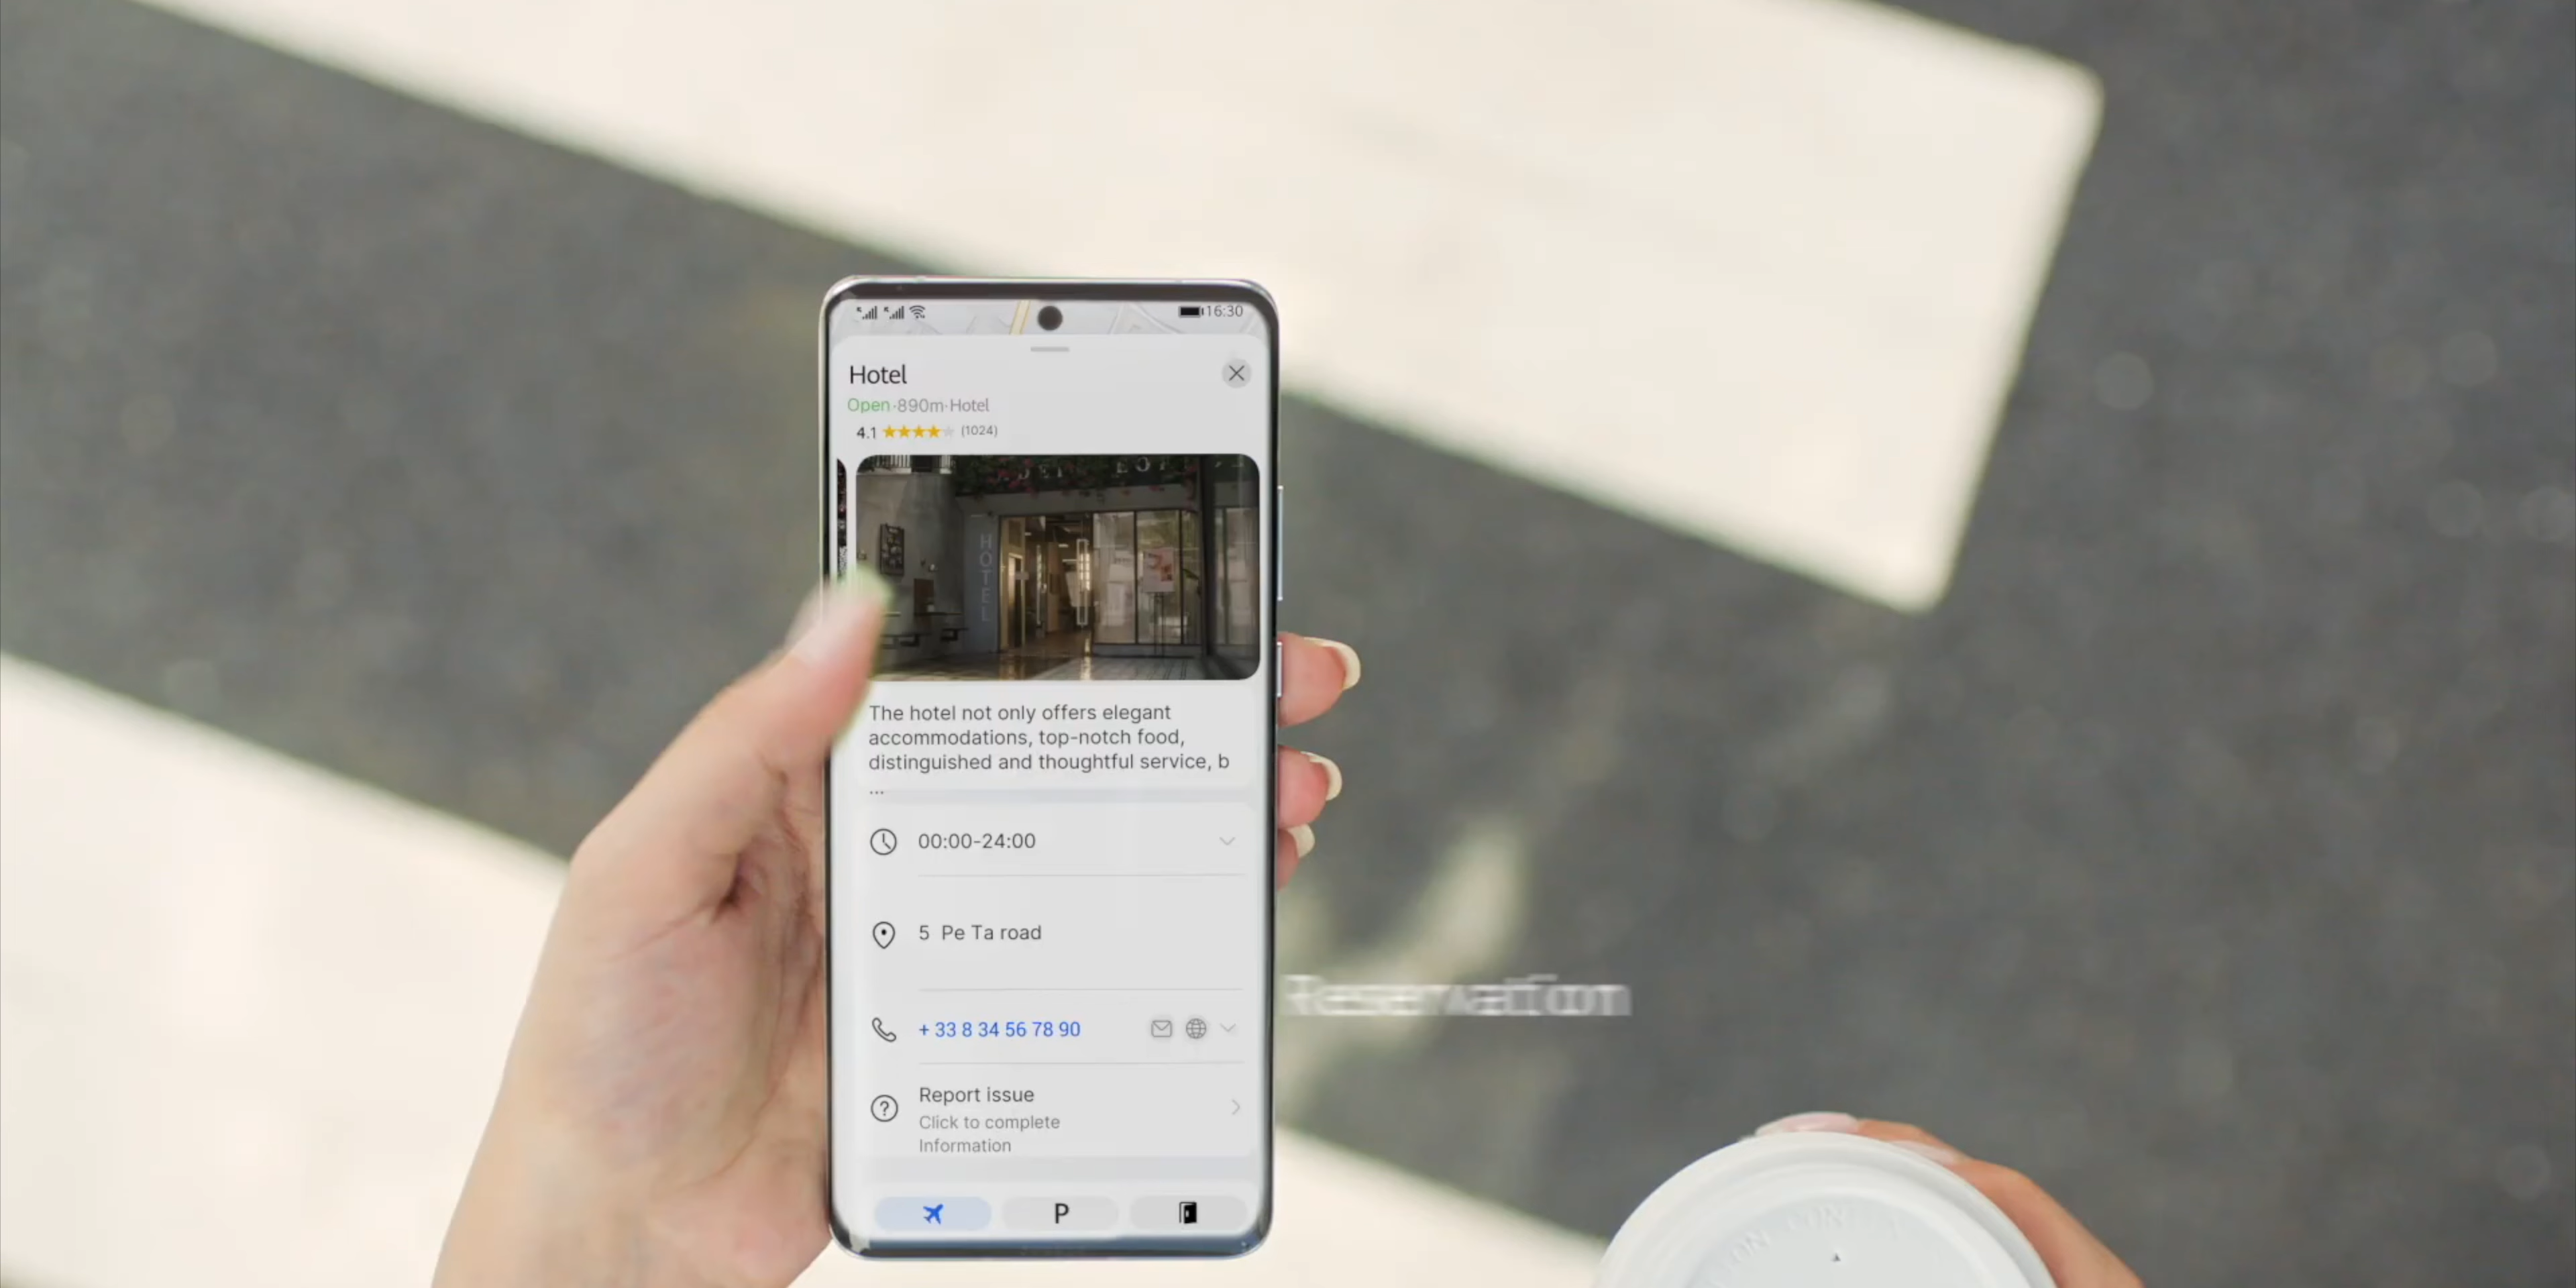 16:30
Hotel
Open·890m·Hotel
4.1 ★★★★★ (1024)
HOTEL
The hotel not only offers elegant
accommodations, top-notch food,
distinguished and thoughtful service, b
...
00:00-24:00
5 Pe Ta road
+ 33 8 34 56 78 90
Reservation
Report issue
Click to complete
Information
P